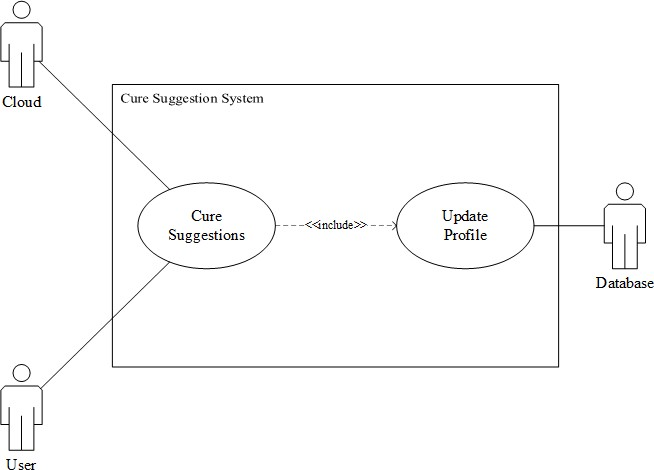 Cloud
Cure Suggestion System
Cure
Suggestions
<<include>>
Update
Profile
Database
User